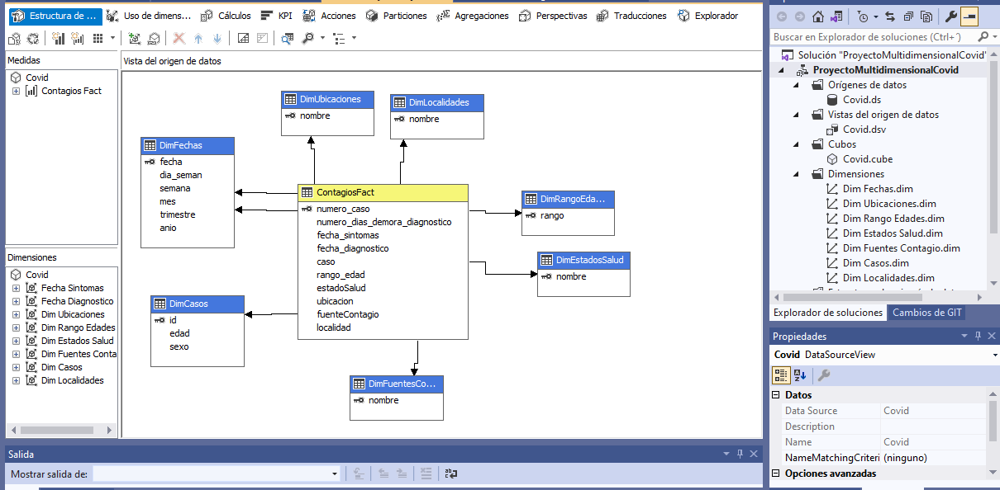 Estructura de ...
Uso de dimens...
Cálculos
KPI
Acciones
Particiones
Agregaciones
Perspectivas
Traducciones
Explorador
Medidas
Covid
Contagios Fact
Dimensiones
Covid
Fecha Sintomas
Fecha Diagnostico
Dim Ubicaciones
Dim Rango Edades
Dim Estados Salud
Dim Fuentes Conta
Dim Casos
Dim Localidades
Vista del origen de datos
DimUbicaciones
nombre
DimLocalidades
nombre
DimFechas
fecha
dia_seman
semana
mes
trimestre
anio
ContagiosFact
numero_caso
numero_dias_demora_diagnostico
fecha_sintomas
fecha_diagnostico
caso
rango_edad
estadoSalud
ubicacion
fuenteContagio
localidad
DimRangoEda...
rango
DimEstadosSalud
nombre
DimCasos
id
edad
sexo
DimFuentesCo...
nombre
Salida
Mostrar salida de:
Buscar en Explorador de soluciones (Ctrl+´)
Solución "ProyectoMultidimensionalCovid"
ProyectoMultidimensionalCovid
Orígenes de datos
Covid.ds
Vistas del origen de datos
Covid.dsv
Cubos
Covid.cube
Dimensiones
Dim Fechas.dim
Dim Ubicaciones.dim
Dim Rango Edades.dim
Dim Estados Salud.dim
Dim Fuentes Contagio.dim
Dim Casos.dim
Dim Localidades.dim
Explorador de soluciones
Cambios de GIT
Propiedades
Covid DataSourceView
Datos
Data Source Covid
Description
Name Covid
NameMatchingCriteri (ninguno)
Opciones avanzadas